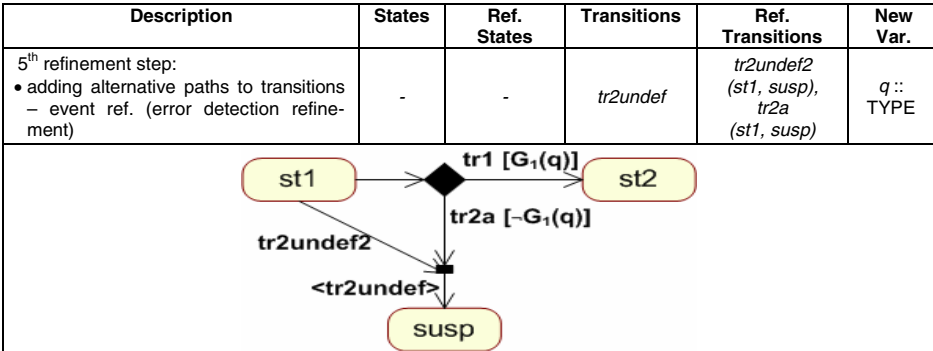 Description States Ref. States Transitions Ref. Transitions New Var.
5th refinement step:
• adding alternative paths to transitions
– event ref. (error detection refine-
ment)
-
-
tr2undef
tr2undef2
(st1, susp),
tr2a
(st1, susp)
q ::
TYPE
tr1 [G₁(q)]
st1
st2
tr2a [¬G₁(q)]
tr2undef2
<tr2undef>
susp